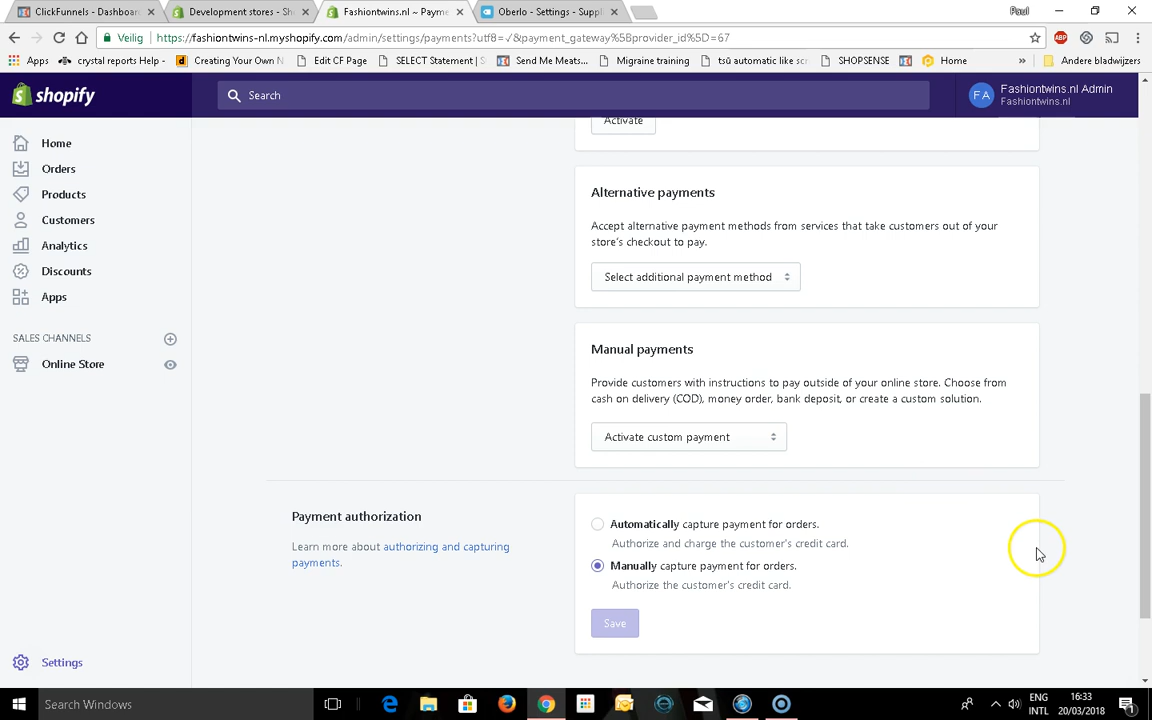 ClickFunnels - Dashboar
Development stores - Sh
Fashiontwins.nl ~ Payme
Oberlo - Settings - Suppl
Paul
Veilig
https://fashiontwins-nl.myshopify.com/admin/settings/payments?utf8=√&payment_gateway%5Bprovider_id%5D=67
Apps
crystal reports Help -
Creating Your Own N
Edit CF Page
SELECT Statement | S
Send Me Meats...
Migraine training
tsū automatic like scr
SHOPSENSE
Home
»
Andere bladwijzers
shopify
Search
FA
Fashiontwins.nl Admin
Fashiontwins.nl
Home
Orders
Products
Customers
Analytics
Discounts
Apps
SALES CHANNELS
Online Store
Settings
Activate
Alternative payments
Accept alternative payment methods from services that take customers out of your
store's checkout to pay.
Select additional payment method
Manual payments
Provide customers with instructions to pay outside of your online store. Choose from
cash on delivery (COD), money order, bank deposit, or create a custom solution.
Activate custom payment
Payment authorization
Learn more about authorizing and capturing
payments.
Automatically capture payment for orders.
Authorize and charge the customer's credit card.
Manually capture payment for orders.
Authorize the customer's credit card.
Save
Search Windows
ENG
INTL
16:33
20/03/2018
1